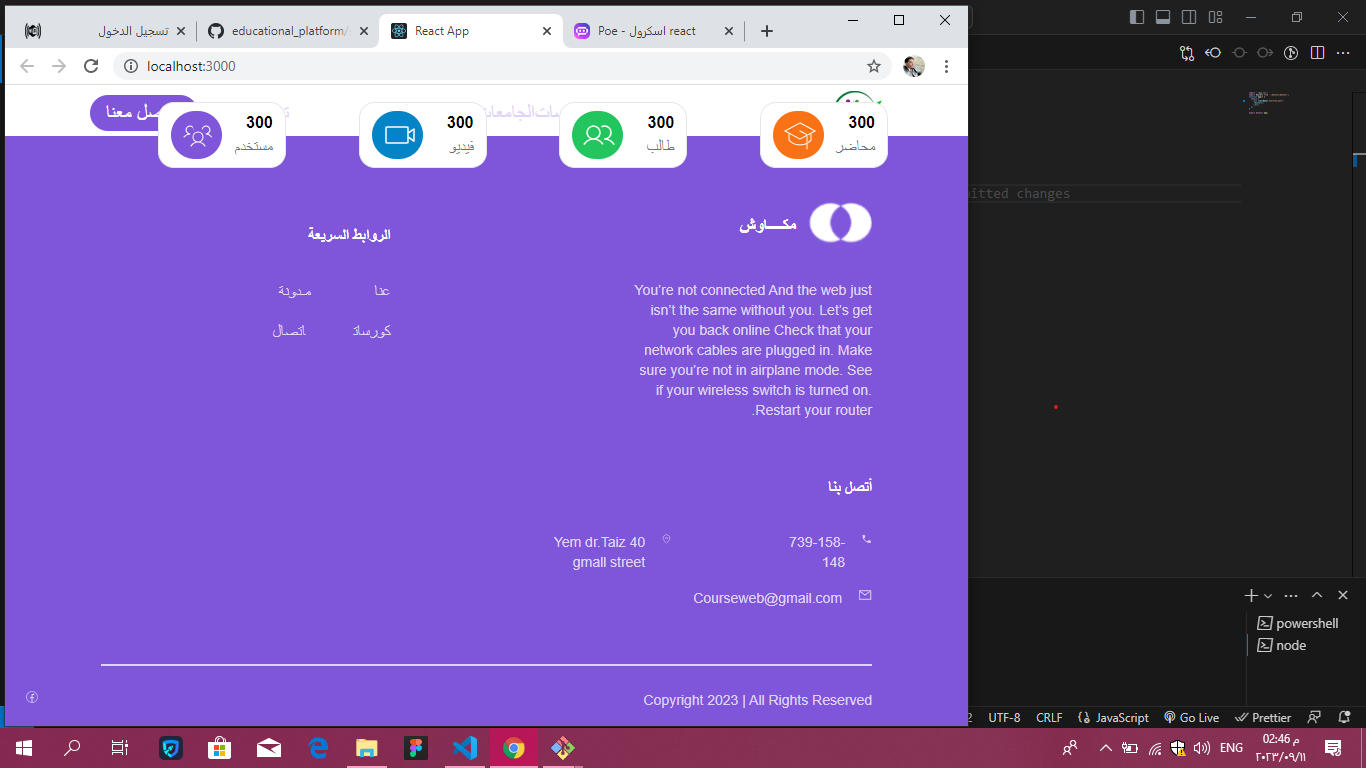 تسجيل الدخول
educational_platform/
React App
Poe - اسكرول react
localhost:3000
300
محاضر
300
طالب
300
فيديو
300
مستخدم
مكـــاوش
You're not connected And the web just
isn't the same without you. Let's get
you back online Check that your
network cables are plugged in. Make
sure you're not in airplane mode. See
if your wireless switch is turned on.
.Restart your router
الروابط السريعة
عنا مـدونة
كورسات اتصال
أتصل بنا
739-158-
148
Yem dr.Taiz 40
gmall street
Courseweb@gmail.com
Copyright 2023 | All Rights Reserved
itted changes
powershell
node
UTF-8 CRLF JavaScript Go Live Prettier
ENG
02:46 م
٢٠٢٣/٠٩/١١